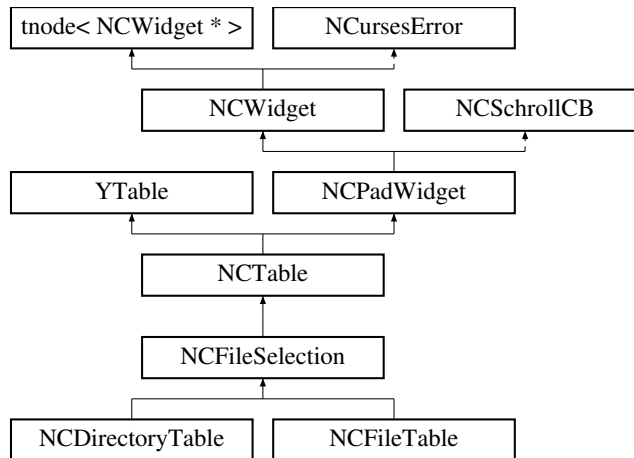 tnode< NCWidget * >
NCursesError
NCWidget
NCSchrollCB
YTable
NCPadWidget
NCTable
NCFileSelection
NCDirectoryTable
NCFileTable